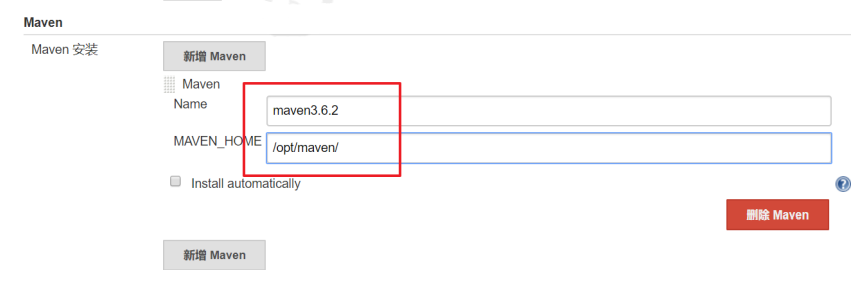 Maven
Maven 安装
新增 Maven
Maven
Name
maven3.6.2
MAVEN_HOME
/opt/maven/
Install automatically
删除 Maven
新增 Maven